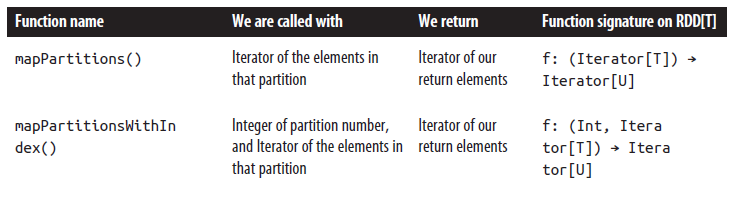 Function name We are called with We return Function signature on RDD[T]
mapPartitions() Iterator of the elements in Iterator of our f: (Iterator[T]) →
that partition return elements Iterator[U]
mapPartitionsWithIn Integer of partition number, Iterator of our f: (Int, Itera
dex() and Iterator of the elements in return elements tor[T]) → Itera
that partition tor[U]